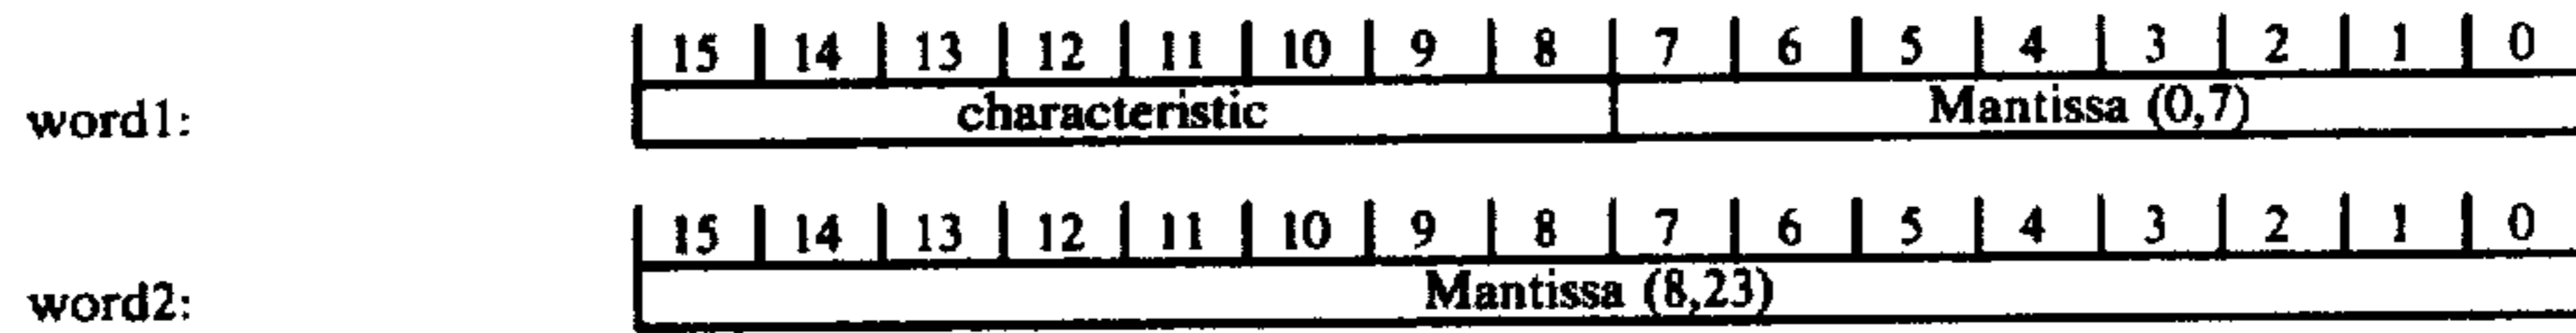 15 14 13 12 11 10 9 8 7 6 5 4 3 2 1 0
word1: characteristic Mantissa (0,7)
15 14 13 12 11 10 9 8 7 6 5 4 3 2 1 0
word2: Mantissa (8,23)